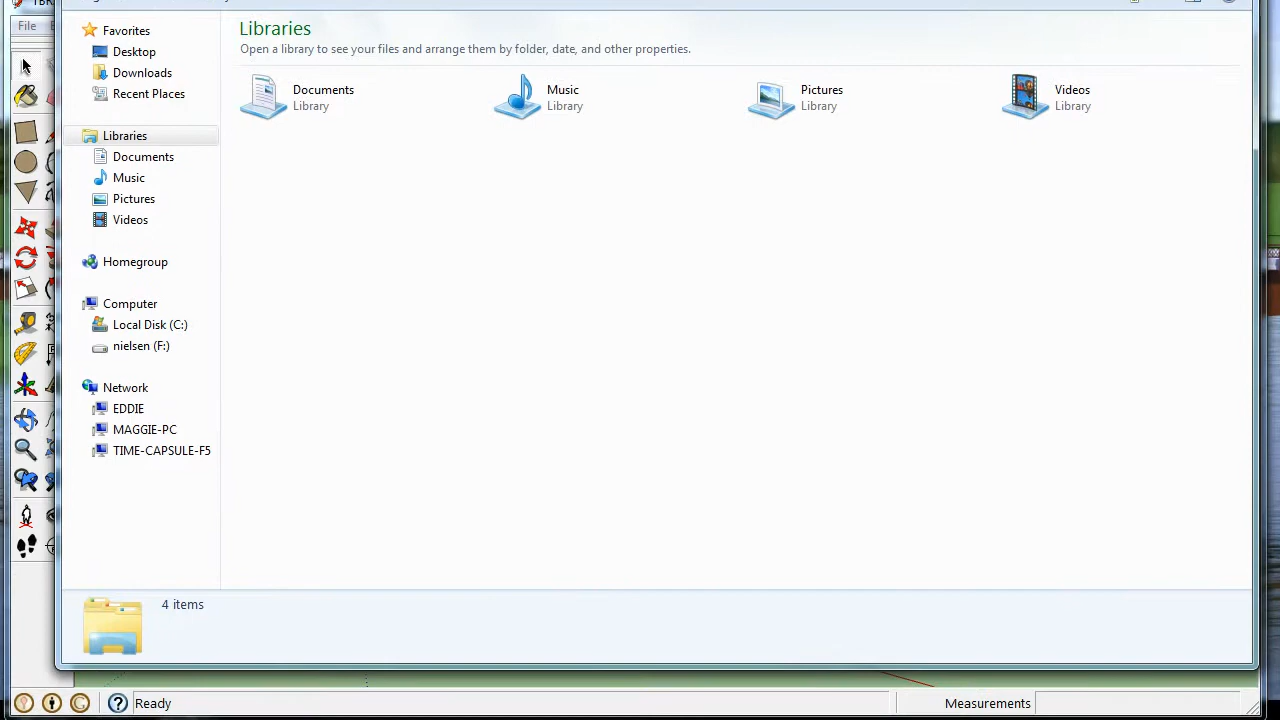 File
Favorites
Desktop
Downloads
Recent Places
Libraries
Documents
Music
Pictures
Videos
Homegroup
Computer
Local Disk (C:)
nielsen (F:)
Network
EDDIE
MAGGIE-PC
TIME-CAPSULE-F5
Libraries
Open a library to see your files and arrange them by folder, date, and other properties.
Documents
Library
Music
Library
Pictures
Library
Videos
Library
4 items
Ready
Measurements